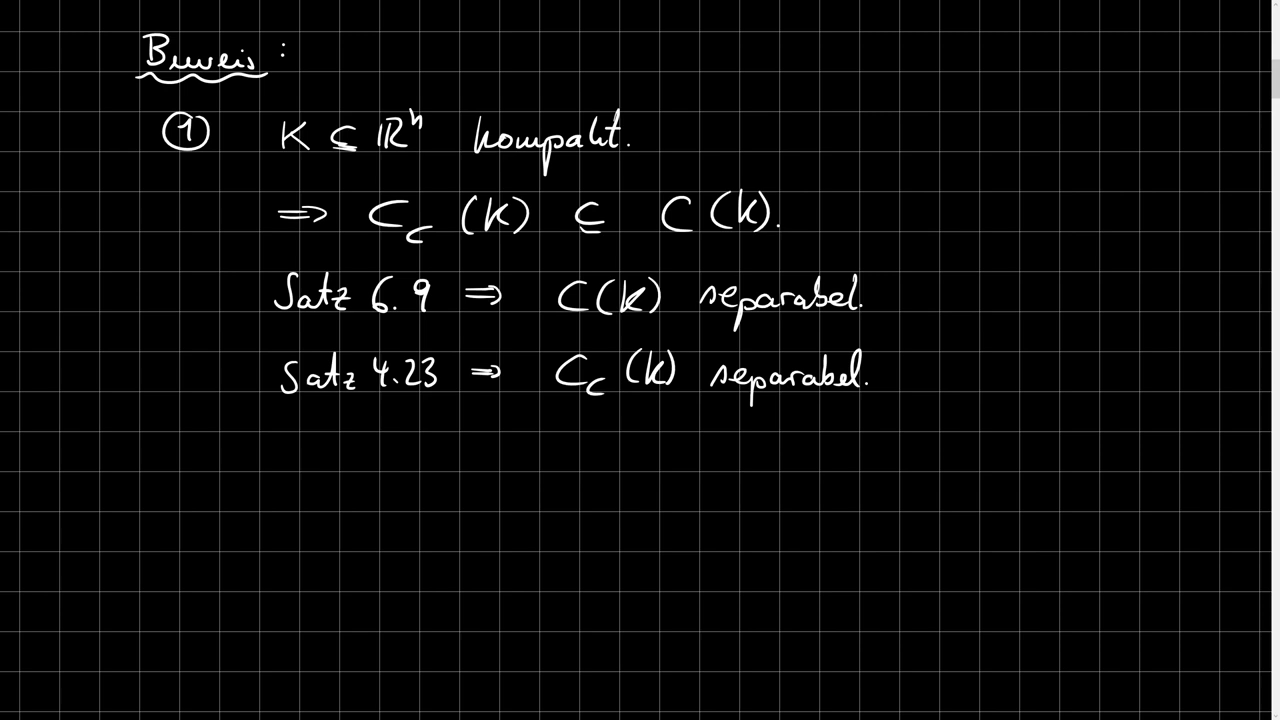 Beweis:
① K ⊆ ℝⁿ kompakt.
⇒ C_c (K) ⊆ C (K).
Satz 6.9 ⇒ C(K) separabel.
Satz 4.23 ⇒ C_c (K) separabel.